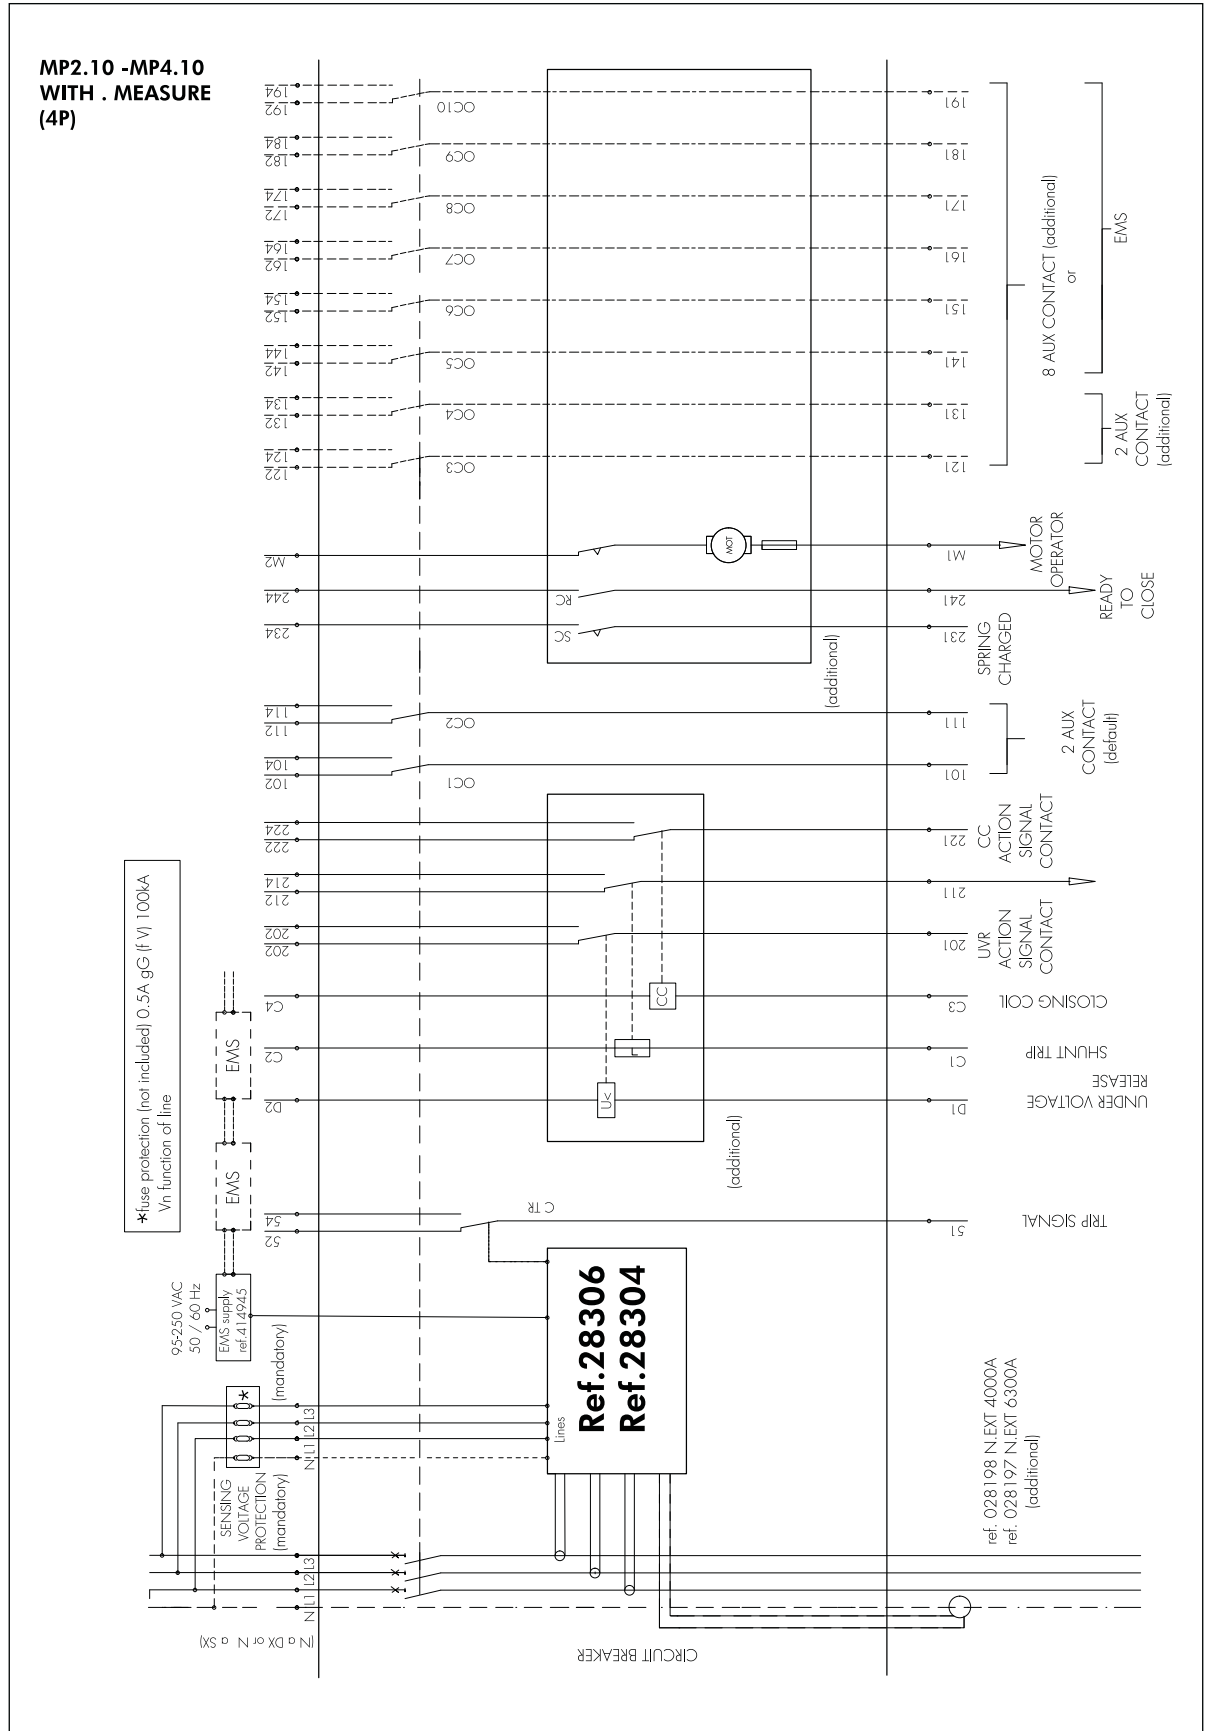 MP2.10 -MP4.10
WITH . MEASURE
(4P)
194
192
OC10
191
184
182
OC9
181
174
172
OC8
171
164
162
OC7
161
154
152
OC6
151
144
142
OC5
141
134
132
OC4
131
124
122
OC3
121
8 AUX CONTACT (additional)
or
EMS
2 AUX
CONTACT
(additional)
M2
MOT
M1
MOTOR
OPERATOR
244
RC
241
READY
TO
CLOSE
234
SC
231
SPRING
CHARGED
(additional)
114
112
OC2
111
104
102
OC1
101
2 AUX
CONTACT
(default)
224
222
221
CC
ACTION
SIGNAL
CONTACT
214
212
211
202
202
201
UVR
ACTION
SIGNAL
CONTACT
C4
CC
C3
CLOSING COIL
C2
L
C1
SHUNT TRIP
D2
U<
D1
UNDER VOLTAGE
RELEASE
(additional)
*fuse protection (not included) 0.5A gG (f V) 100kA
Vn function of line
EMS
EMS
54
52
CTR
51
TRIP SIGNAL
95-250 VAC
50 / 60 Hz
EMS supply
ref.414945
(mandatory)
*
Lines
Ref.28306
Ref.28304
N L1 L2 L3
SENSING
VOLTAGE
PROTECTION
(mandatory)
N L1 L2 L3
(N a DX or N a SX)
CIRCUIT BREAKER
ref. 028198 N.EXT 4000A
ref. 028197 N.EXT 6300A
(additional)